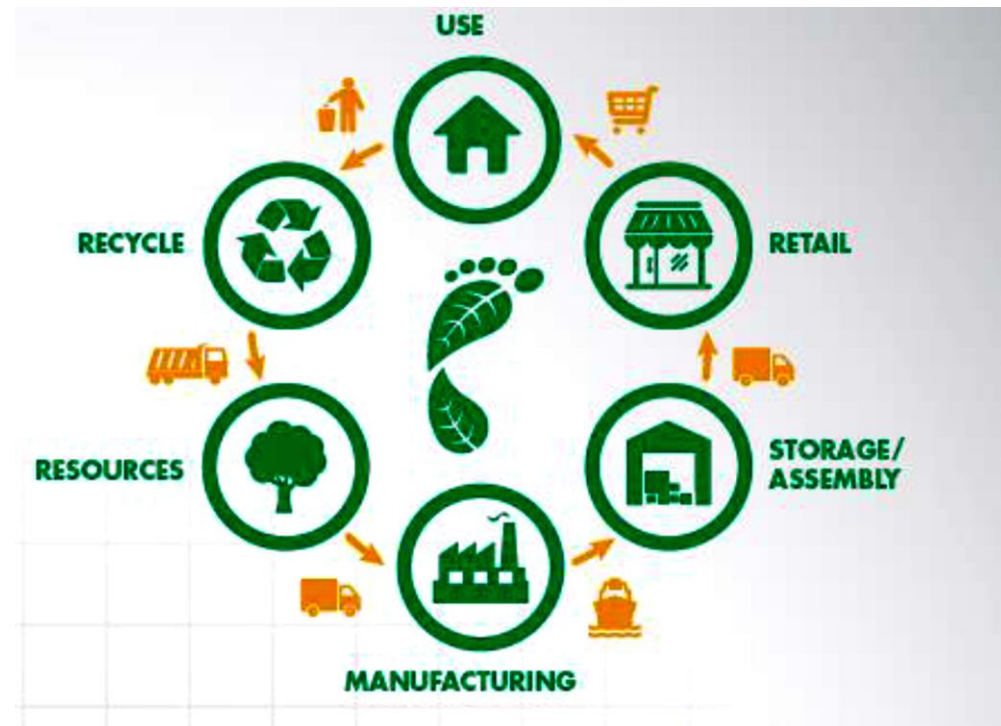 USE
RECYCLE
RETAIL
RESOURCES
STORAGE/
ASSEMBLY
MANUFACTURING